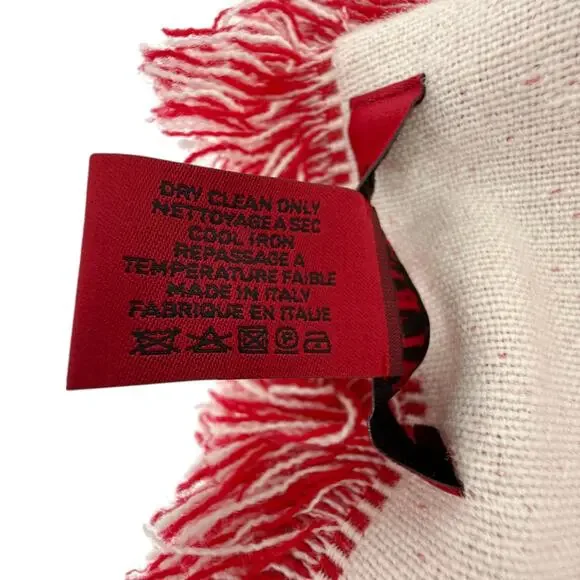 DRY CLEAN ONLY
NETTOYAGE A SEC
COOL IRON
REPASSAGE A
TEMPERATURE FAIBLE
MADE IN ITALY
FABRIQUE EN ITALIE